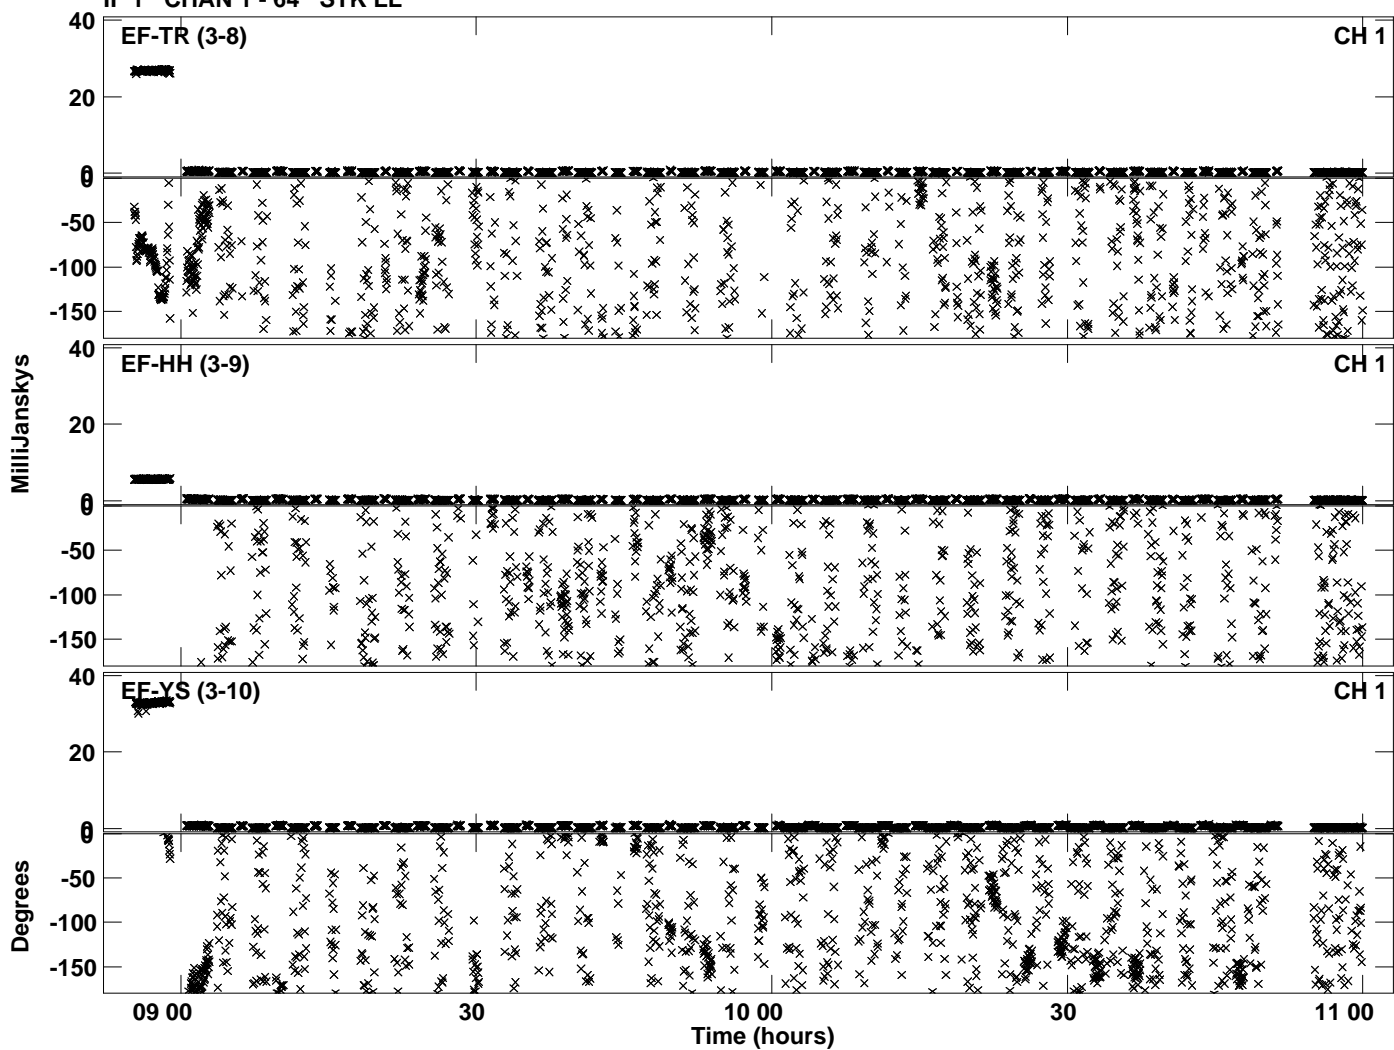 IF 1 CHAN 1 - 64 STK LL
40
EF-TR (3-8)
CH 1
20
0
0
-50
-100
-150
40
EF-HH (3-9)
CH 1
20
0
0
-50
-100
-150
40
EF-YS (3-10)
CH 1
20
0
0
-50
-100
-150
MilliJanskys
Degrees
09 00
30
10 00
30
11 00
Time (hours)